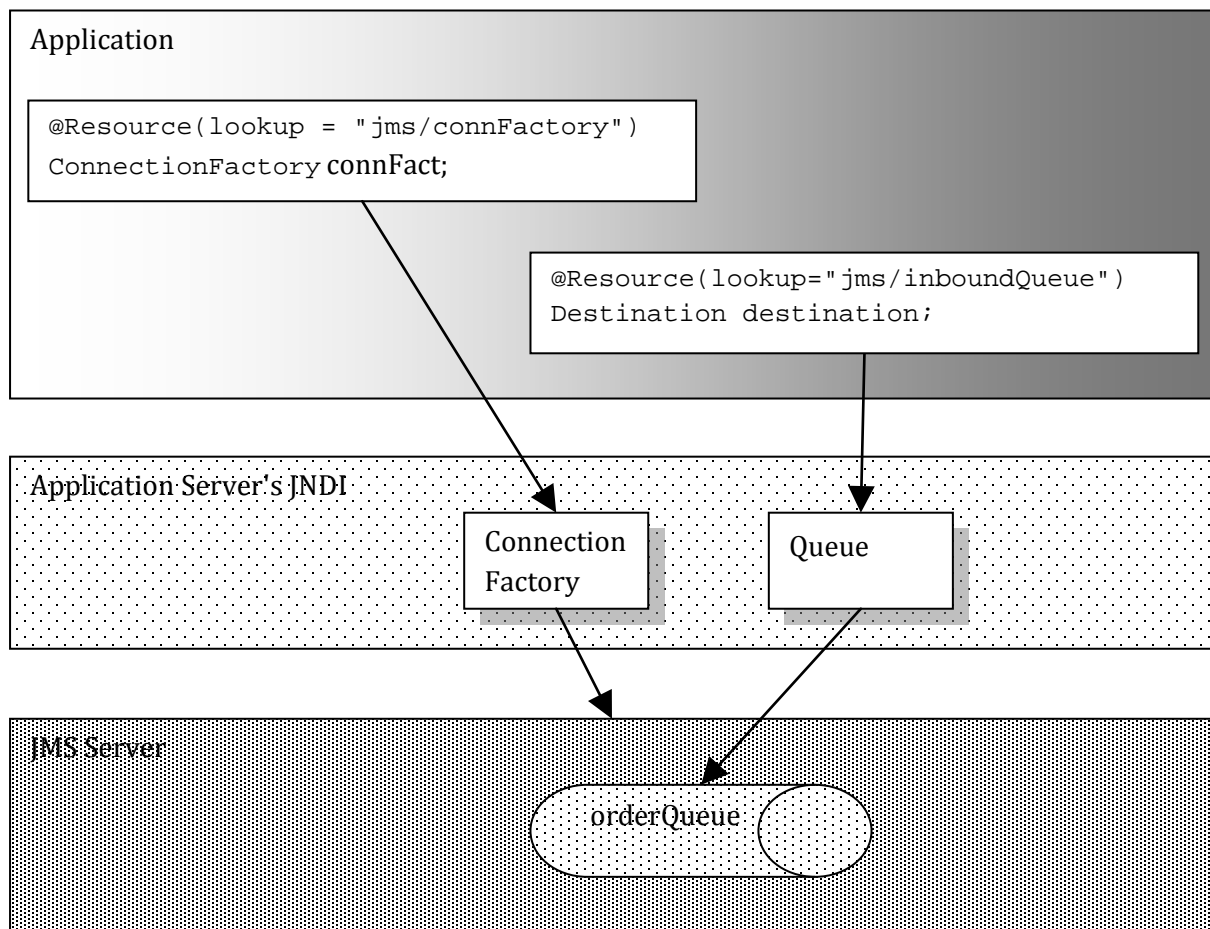 Application
@Resource(lookup = "jms/connFactory")
ConnectionFactory connFact;
@Resource(lookup="jms/inboundQueue")
Destination destination;
Application Server's JNDI
Connection
Factory
Queue
JMS Server
orderQueue